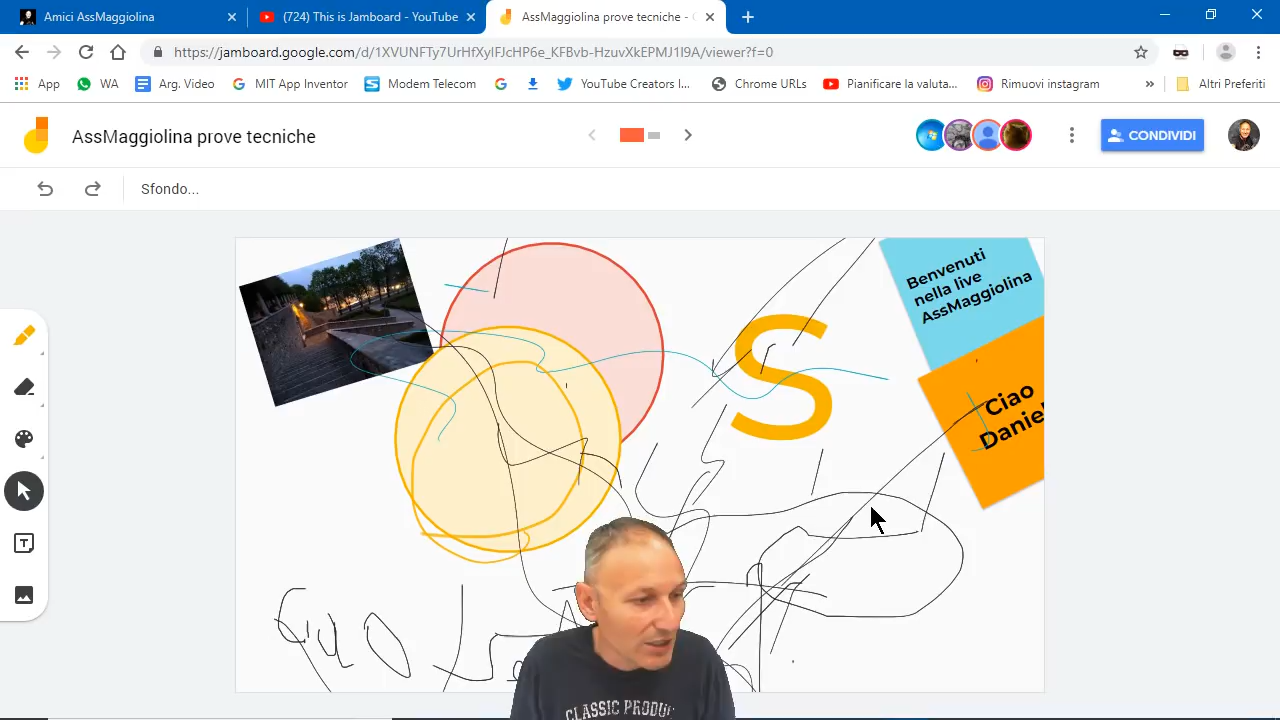 Amici AssMaggiolina
(724) This is Jamboard - YouTube
AssMaggiolina prove tecniche -
https://jamboard.google.com/d/1XVUNFTy7UrHfXyIFJcHP6e_KFBvb-HzuvXkEPMJ1I9A/viewer?f=0
App
WA
Arg. Video
MIT App Inventor
Modem Telecom
YouTube Creators I...
Chrome URLs
Pianificare la valuta...
Rimuovi instagram
»
Altri Preferiti
AssMaggiolina prove tecniche
CONDIVIDI
Sfondo...
Benvenuti
nella live
AssMaggiolina
S
Ciao
Daniel
T
CLASSIC PRODU